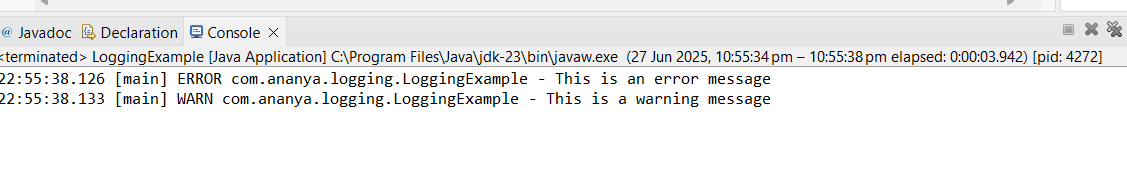 @ Javadoc Declaration Console
<terminated> LoggingExample [Java Application] C:\Program Files\Java\jdk-23\bin\javaw.exe (27 Jun 2025, 10:55:34 pm – 10:55:38 pm elapsed: 0:00:03.942) [pid: 4272]
22:55:38.126 [main] ERROR com.ananya.logging.LoggingExample - This is an error message
22:55:38.133 [main] WARN com.ananya.logging.LoggingExample - This is a warning message